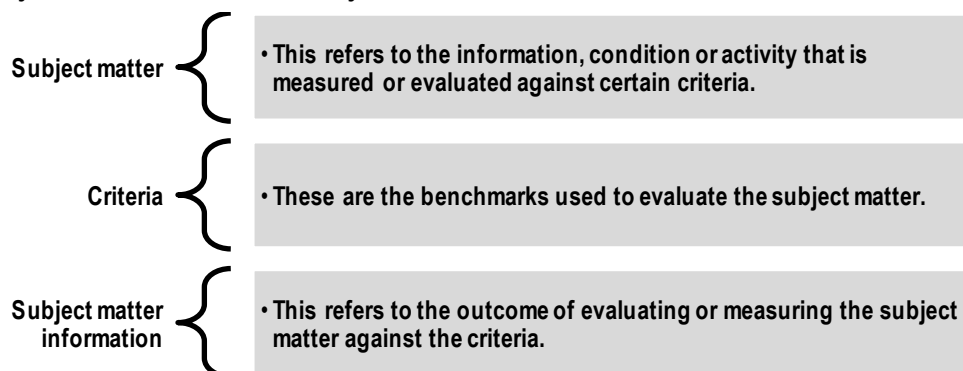 Subject matter
• This refers to the information, condition or activity that is
measured or evaluated against certain criteria.
Criteria
• These are the benchmarks used to evaluate the subject matter.
Subject matter
information
• This refers to the outcome of evaluating or measuring the subject
matter against the criteria.